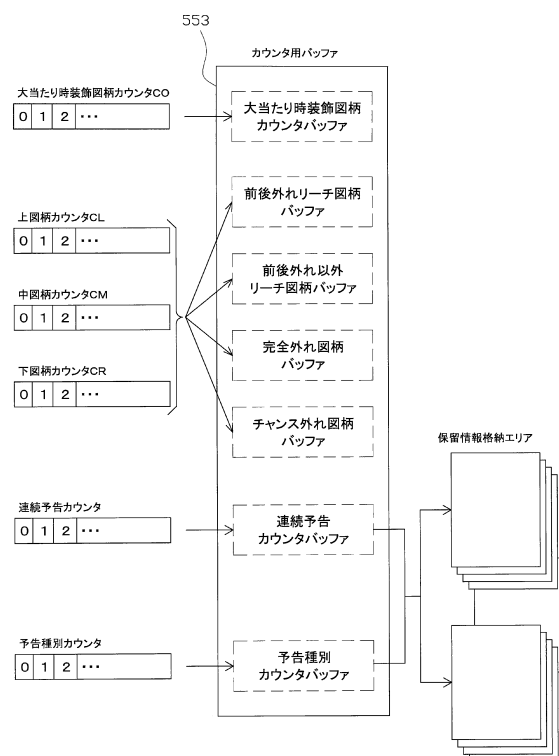 553
カウンタ用バッファ
大当たり時装飾図柄カウンタCO
0 1 2 ・・・
大当たり時装飾図柄
カウンタバッファ
前後外れリーチ図柄
バッファ
上図柄カウンタCL
0 1 2 ・・・
前後外れ以外
リーチ図柄バッファ
中図柄カウンタCM
0 1 2 ・・・
完全外れ図柄
バッファ
下図柄カウンタCR
0 1 2 ・・・
チャンス外れ図柄
バッファ
保留情報格納エリア
連続予告カウンタ
0 1 2 ・・・
連続予告
カウンタバッファ
予告種別カウンタ
0 1 2 ・・・
予告種別
カウンタバッファ